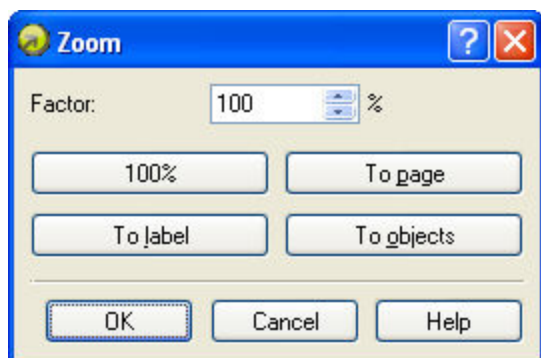 Zoom ?
Factor: 100 %
100% To page
To label To objects
OK Cancel Help